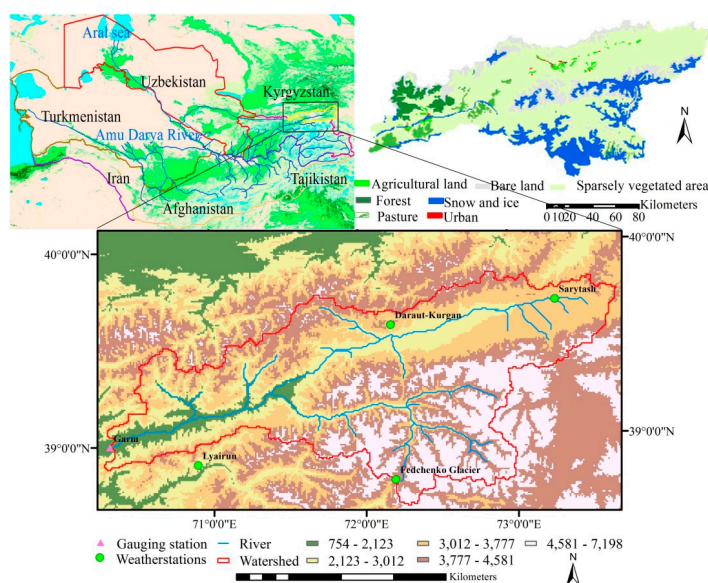 Aral sea
Uzbekistan
Kyrgyzstan
Turkmenistan
Amu Darya River
Iran
Tajikistan
Afghanistan
N
Agricultural land
Bare land
Sparsely vegetated area
Forest
Snow and ice
Kilometers
Pasture
Urban
0 10 20 40 60 80
40°0'0"N
40°0'0"N
Sarytash
Daraut-Kurgan
39°0'0"N
39°0'0"N
Garm
Lyairun
Fedchenko Glacier
71°0'0"E
72°0'0"E
73°0'0"E
Gauging station
River
754 - 2,123
3,012 - 3,777
4,581 - 7,198
Weatherstations
Watershed
2,123 - 3,012
3,777 - 4,581
Kilometers
N